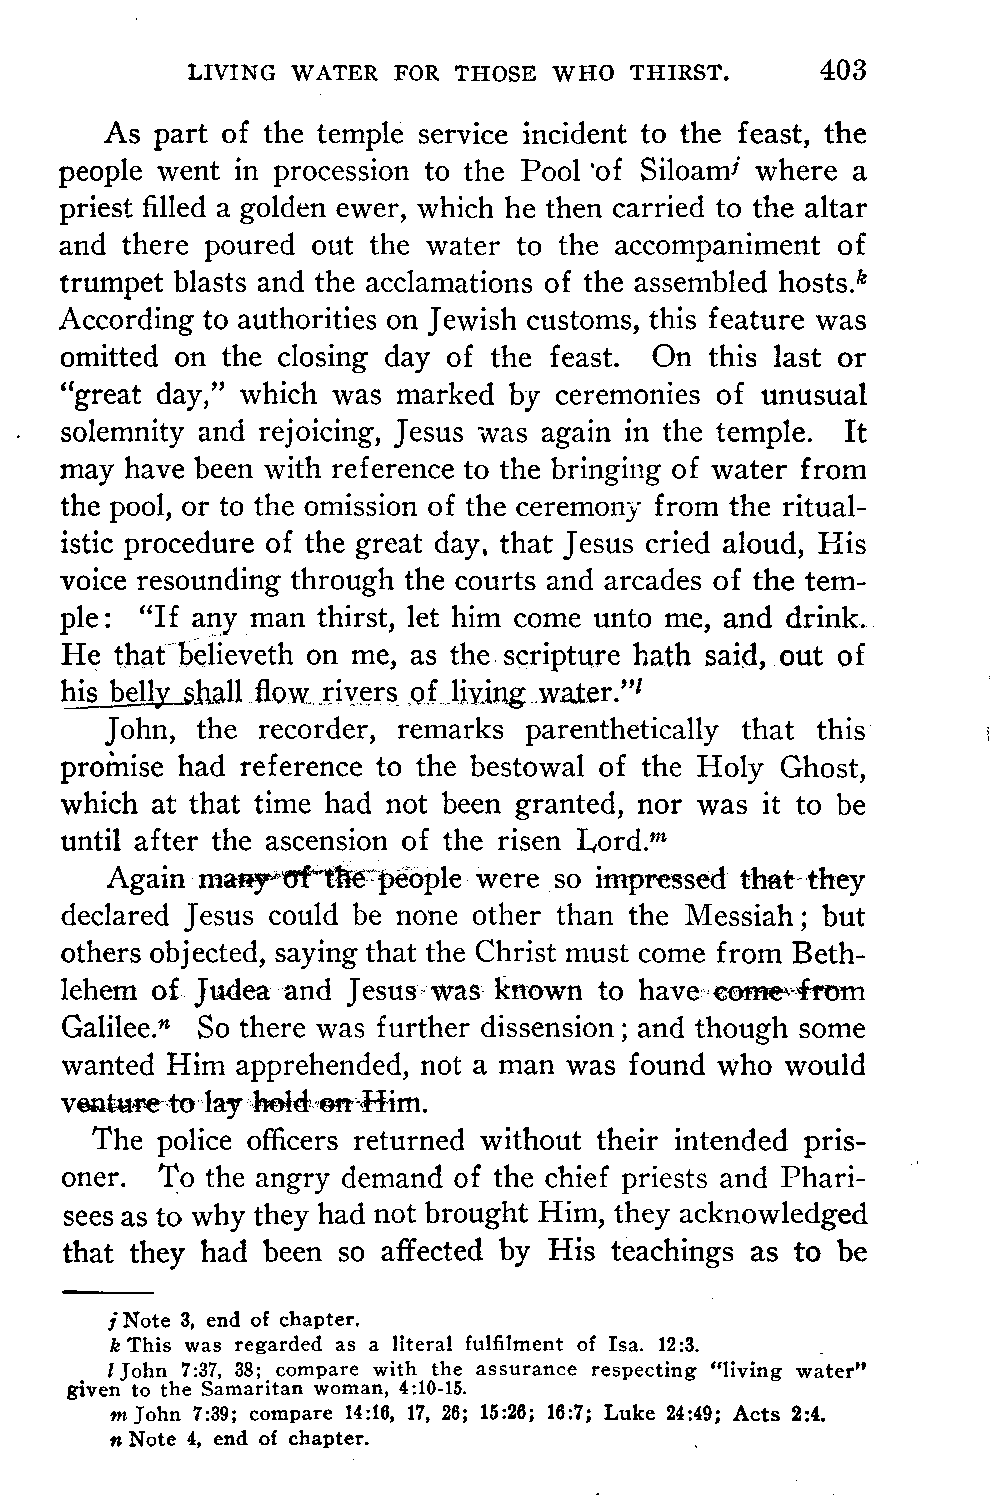 LIVING WATER FOR THOSE WHO THIRST. 403
As part of the temple service incident to the feast, the
people went in procession to the Pool of Siloam j where a
priest filled a golden ewer, which he then carried to the altar
and there poured out the water to the accompaniment of
trumpet blasts and the acclamations of the assembled hosts. k
According to authorities on Jewish customs, this feature was
omitted on the closing day of the feast. On this last or
“great day,” which was marked by ceremonies of unusual
solemnity and rejoicing, Jesus was again in the temple. It
may have been with reference to the bringing of water from
the pool, or to the omission of the ceremony from the ritual-
istic procedure of the great day, that Jesus cried aloud, His
voice resounding through the courts and arcades of the tem-
ple: “If any man thirst, let him come unto me, and drink.
He that believeth on me, as the scripture hath said, out of
his belly shall flow rivers of living water.” l
John, the recorder, remarks parenthetically that this
promise had reference to the bestowal of the Holy Ghost,
which at that time had not been granted, nor was it to be
until after the ascension of the risen Lord. m
Again many of the people were so impressed that they
declared Jesus could be none other than the Messiah; but
others objected, saying that the Christ must come from Beth-
lehem of Judea and Jesus was known to have come from
Galilee. n So there was further dissension; and though some
wanted Him apprehended, not a man was found who would
venture to lay hold on Him.
The police officers returned without their intended pris-
oner. To the angry demand of the chief priests and Phari-
sees as to why they had not brought Him, they acknowledged
that they had been so affected by His teachings as to be
j Note 3, end of chapter.
k This was regarded as a literal fulfilment of Isa. 12:3.
l John 7:37, 38; compare with the assurance respecting “living water”
given to the Samaritan woman, 4:10-15.
m John 7:39; compare 14:16, 17, 26; 15:26; 16:7; Luke 24:49; Acts 2:4.
n Note 4, end of chapter.